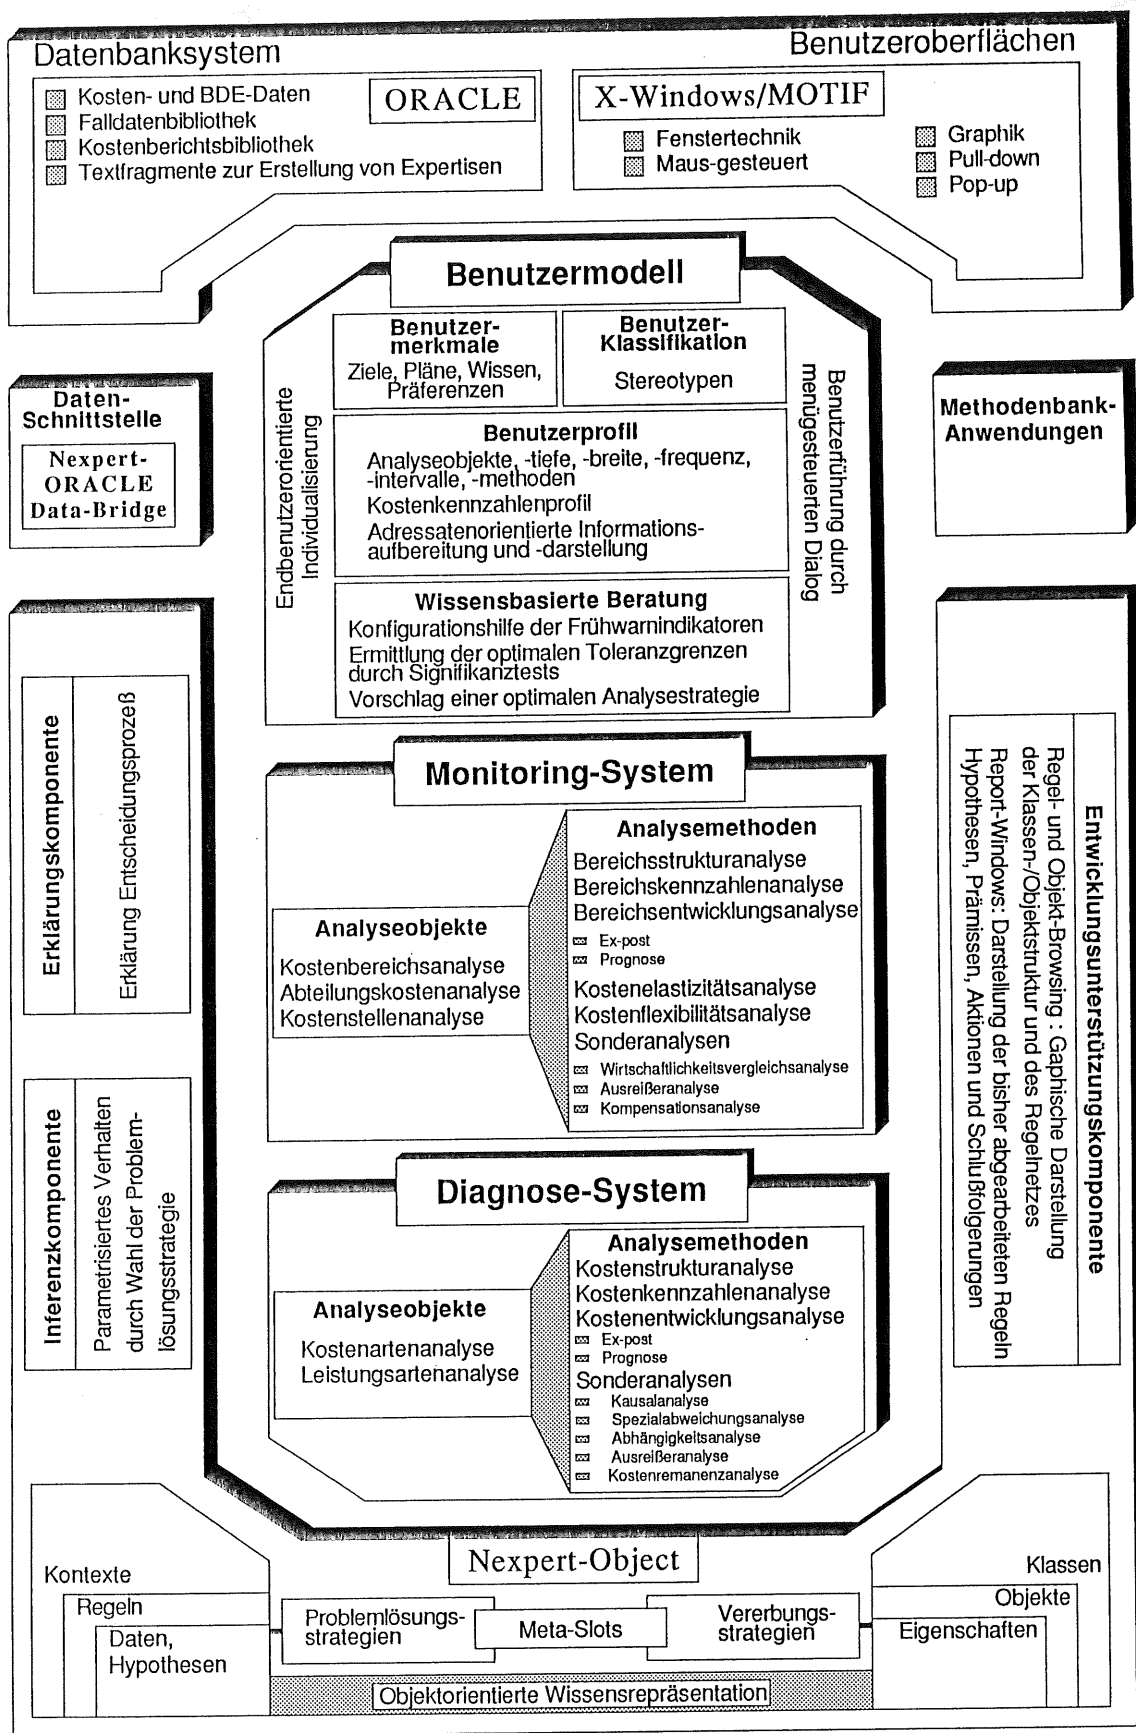 Datenbanksystem
Kosten- und BDE-Daten
Falldatenbibliothek
Kostenberichtsbibliothek
Textfragmente zur Erstellung von Expertisen
ORACLE
Benutzeroberflächen
X-Windows/MOTIF
Fenstertechnik
Maus-gesteuert
Graphik
Pull-down
Pop-up
Benutzermodell
Endbenutzerorientierte
Individualisierung
Benutzer-
merkmale
Ziele, Pläne, Wissen,
Präferenzen
Benutzer-
Klassifikation
Stereotypen
Benutzerprofil
Analyseobjekte, -tiefe, -breite, -frequenz,
-intervalle, -methoden
Kostenkennzahlenprofil
Adressatenorientierte Informations-
aufbereitung und -darstellung
Wissensbasierte Beratung
Konfigurationshilfe der Frühwarnindikatoren
Ermittlung der optimalen Toleranzgrenzen
durch Signifikanztests
Vorschlag einer optimalen Analysestrategie
Benutzerführung durch
menügesteuerten Dialog
Daten-
Schnittstelle
Nexpert-
ORACLE
Data-Bridge
Methodenbank-
Anwendungen
Erklärungskomponente
Erklärung Entscheidungsprozeß
Inferenzkomponente
Parametrisiertes Verhalten
durch Wahl der Problem-
lösungsstrategie
Monitoring-System
Analyseobjekte
Kostenbereichsanalyse
Abteilungskostenanalyse
Kostenstellenanalyse
Analysemethoden
Bereichsstrukturanalyse
Bereichskennzahlenanalyse
Bereichsentwicklungsanalyse
Ex-post
Prognose
Kostenelastizitätsanalyse
Kostenflexibilitätsanalyse
Sonderanalysen
Wirtschaftlichkeitsvergleichsanalyse
Ausreißeranalyse
Kompensationsanalyse
Diagnose-System
Analyseobjekte
Kostenartenanalyse
Leistungsartenanalyse
Analysemethoden
Kostenstrukturanalyse
Kostenkennzahlenanalyse
Kostenentwicklungsanalyse
Ex-post
Prognose
Sonderanalysen
Kausalanalyse
Spezialabweichungsanalyse
Abhängigkeitsanalyse
Ausreißeranalyse
Kostenremanenzanalyse
Entwicklungsunterstützungskomponente
Regel- und Objekt-Browsing : Gaphische Darstellung
der Klassen-/Objektstruktur und des Regelnetzes
Report-Windows: Darstellung der bisher abgearbeiteten Regeln
Hypothesen, Prämissen, Aktionen und Schlußfolgerungen
Nexpert-Object
Kontexte
Regeln
Daten,
Hypothesen
Problemlösungs-
strategien
Meta-Slots
Vererbungs-
strategien
Klassen
Objekte
Eigenschaften
Objektorientierte Wissensrepräsentation